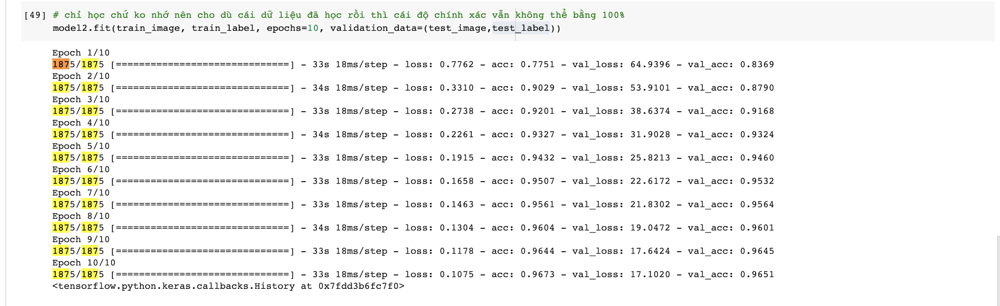 [49] # chỉ học chứ ko nhớ nên cho dù cái dữ liệu đã học rồi thì cái độ chính xác vẫn không thể bằng 100%
model2.fit(train_image, train_label, epochs=10, validation_data=(test_image,test_label))
Epoch 1/10
1875/1875 [==============================] - 33s 18ms/step - loss: 0.7762 - acc: 0.7751 - val_loss: 64.9396 - val_acc: 0.8369
Epoch 2/10
1875/1875 [==============================] - 34s 18ms/step - loss: 0.3310 - acc: 0.9029 - val_loss: 53.9101 - val_acc: 0.8790
Epoch 3/10
1875/1875 [==============================] - 33s 18ms/step - loss: 0.2738 - acc: 0.9201 - val_loss: 38.6374 - val_acc: 0.9168
Epoch 4/10
1875/1875 [==============================] - 34s 18ms/step - loss: 0.2261 - acc: 0.9327 - val_loss: 31.9028 - val_acc: 0.9324
Epoch 5/10
1875/1875 [==============================] - 33s 18ms/step - loss: 0.1915 - acc: 0.9432 - val_loss: 25.8213 - val_acc: 0.9460
Epoch 6/10
1875/1875 [==============================] - 33s 18ms/step - loss: 0.1658 - acc: 0.9507 - val_loss: 22.6172 - val_acc: 0.9532
Epoch 7/10
1875/1875 [==============================] - 33s 18ms/step - loss: 0.1463 - acc: 0.9561 - val_loss: 21.8302 - val_acc: 0.9564
Epoch 8/10
1875/1875 [==============================] - 34s 18ms/step - loss: 0.1304 - acc: 0.9604 - val_loss: 19.0472 - val_acc: 0.9601
Epoch 9/10
1875/1875 [==============================] - 33s 18ms/step - loss: 0.1178 - acc: 0.9644 - val_loss: 17.6424 - val_acc: 0.9645
Epoch 10/10
1875/1875 [==============================] - 33s 18ms/step - loss: 0.1075 - acc: 0.9673 - val_loss: 17.1020 - val_acc: 0.9651
<tensorflow.python.keras.callbacks.History at 0x7fdd3b6fc7f0>